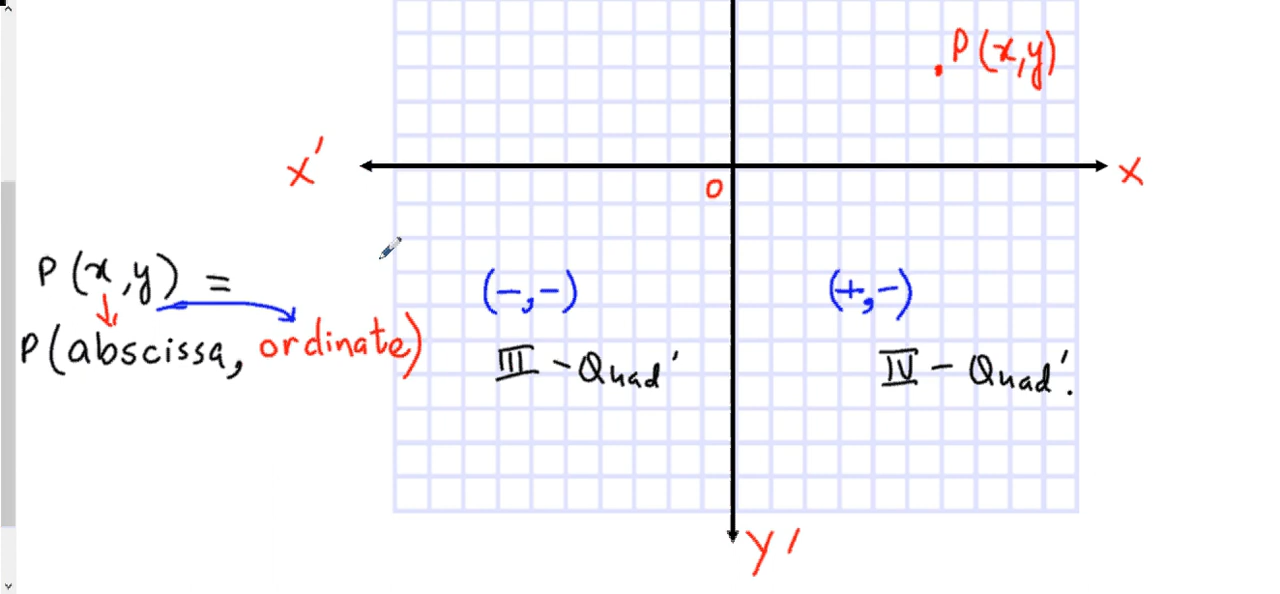 P(x,y)
X'
X
O
P(x,y) =
(-,-)
(+,-)
P(abscissa, ordinate)
III - Quad'
IV - Quad'.
Y'